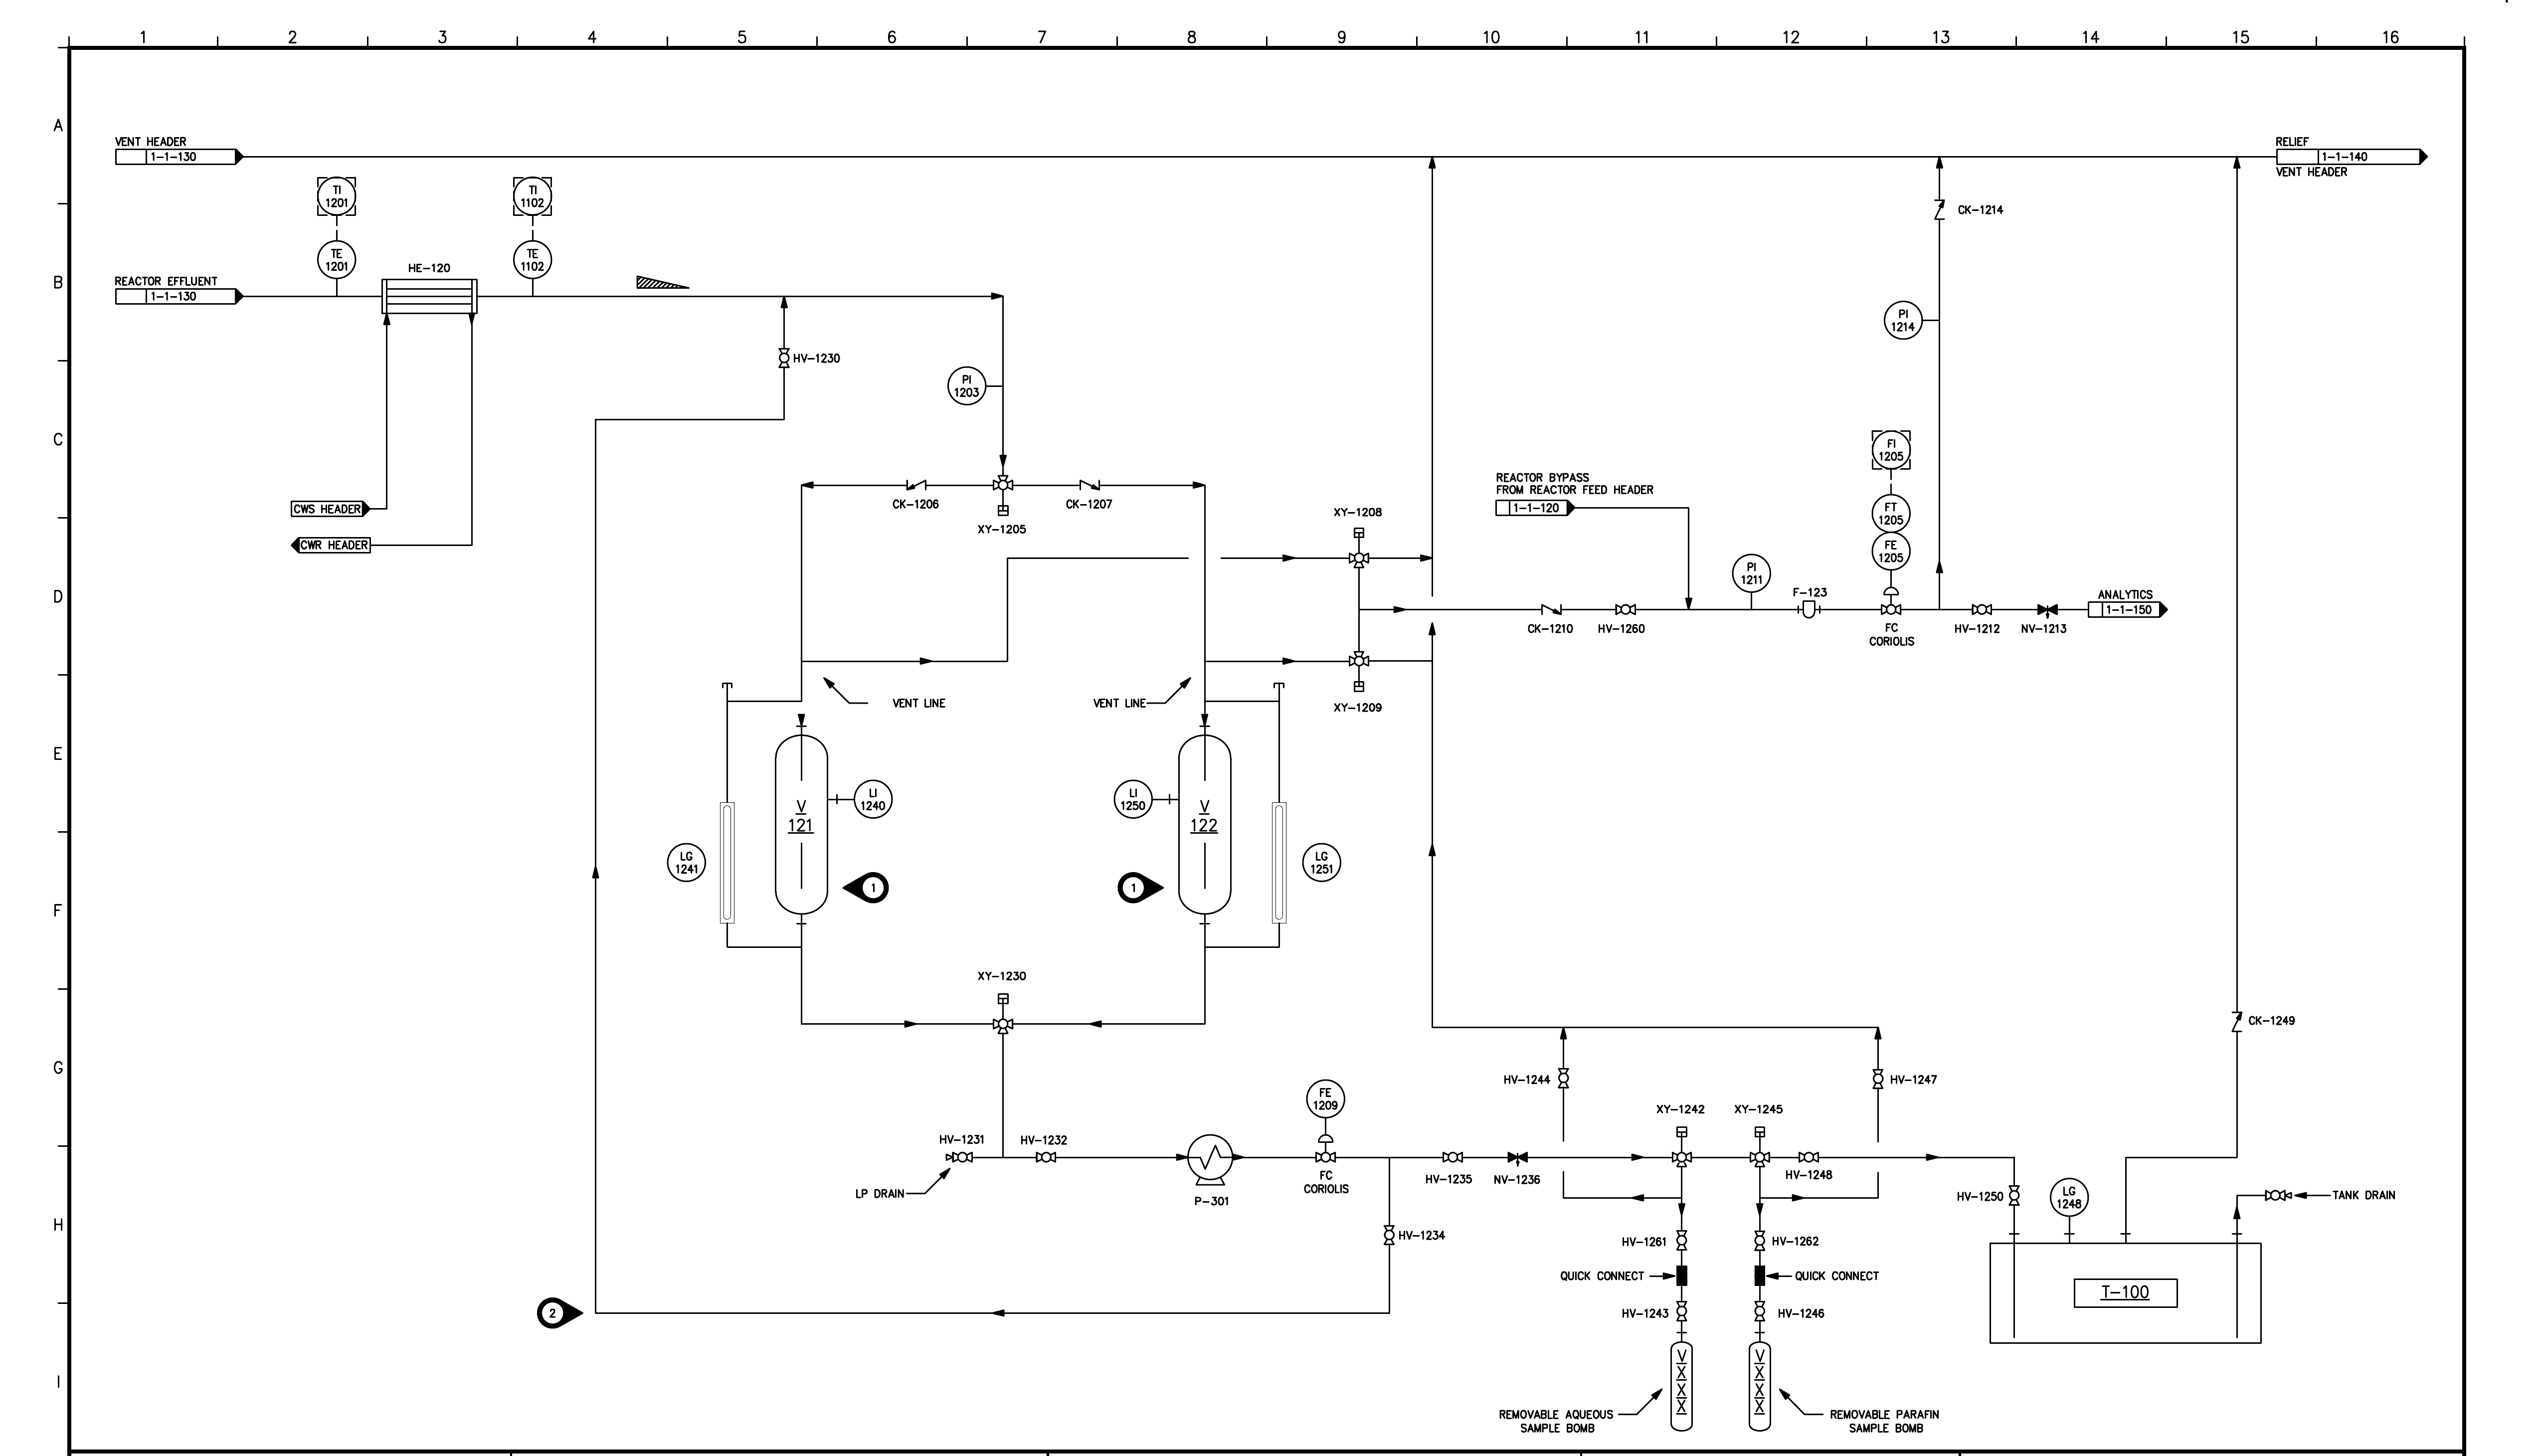 1 2 3 4 5 6 7 8 9 10 11 12 13 14 15 16
A
VENT HEADER
1-1-130
RELIEF
1-1-140
VENT HEADER
TI
1201
TI
1102
CK-1214
TE
1201
TE
1102
HE-120
B
REACTOR EFFLUENT
1-1-130
PI
1214
HV-1230
PI
1203
C
FI
1205
REACTOR BYPASS
FROM REACTOR FEED HEADER
1-1-120
CWS HEADER
CK-1206
CK-1207
XY-1205
XY-1208
FT
1205
CWR HEADER
FE
1205
PI
1211
F-123
D
ANALYTICS
1-1-150
CK-1210
HV-1260
FC
CORIOLIS
HV-1212
NV-1213
VENT LINE
VENT LINE
XY-1209
E
LI
1240
LI
1250
V
121
V
122
LG
1241
LG
1251
1
1
F
XY-1230
CK-1249
G
HV-1244
HV-1247
FE
1209
XY-1242
XY-1245
HV-1231
HV-1232
LP DRAIN
P-301
FC
CORIOLIS
HV-1235
NV-1236
HV-1248
HV-1250
LG
1248
TANK DRAIN
H
HV-1234
HV-1261
HV-1262
QUICK CONNECT
QUICK CONNECT
T-100
2
HV-1243
HV-1246
I
V
X
X
X
V
X
X
X
REMOVABLE AQUEOUS
SAMPLE BOMB
REMOVABLE PARAFIN
SAMPLE BOMB